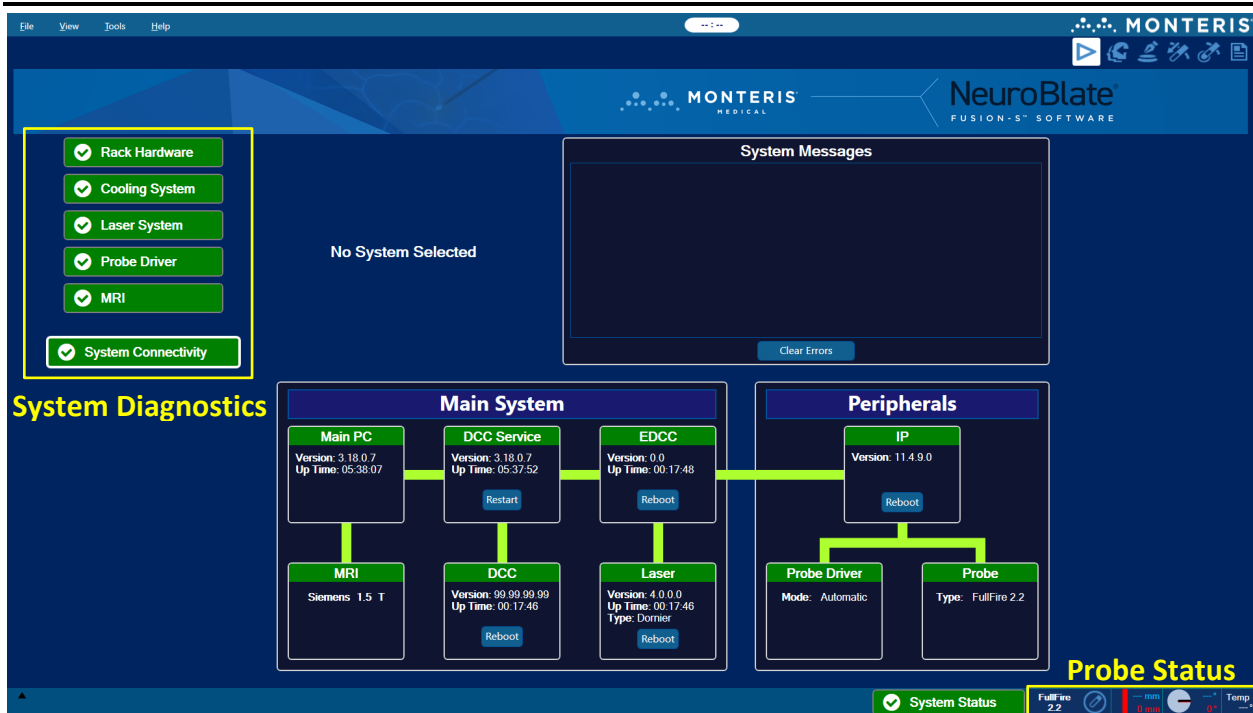 File View Tools Help
--:--
MONTERIS
MONTERIS
MEDICAL
NeuroBlate®
FUSION-S™ SOFTWARE
Rack Hardware
Cooling System
Laser System
Probe Driver
MRI
System Connectivity
System Diagnostics
No System Selected
System Messages
Clear Errors
Main System
Main PC
Version: 3.18.0.7
Up Time: 05:38:07
DCC Service
Version: 3.18.0.7
Up Time: 05:37:52
Restart
EDCC
Version: 0.0
Up Time: 00:17:48
Reboot
MRI
Siemens 1.5 T
DCC
Version: 99.99.99.99
Up Time: 00:17:46
Reboot
Laser
Version: 4.0.0.0
Up Time: 00:17:46
Type: Dornier
Reboot
Peripherals
IP
Version: 11.4.9.0
Reboot
Probe Driver
Mode: Automatic
Probe
Type: FullFire 2.2
Probe Status
System Status
FullFire
2.2
--- mm
0 mm
---°
0°
Temp
---°